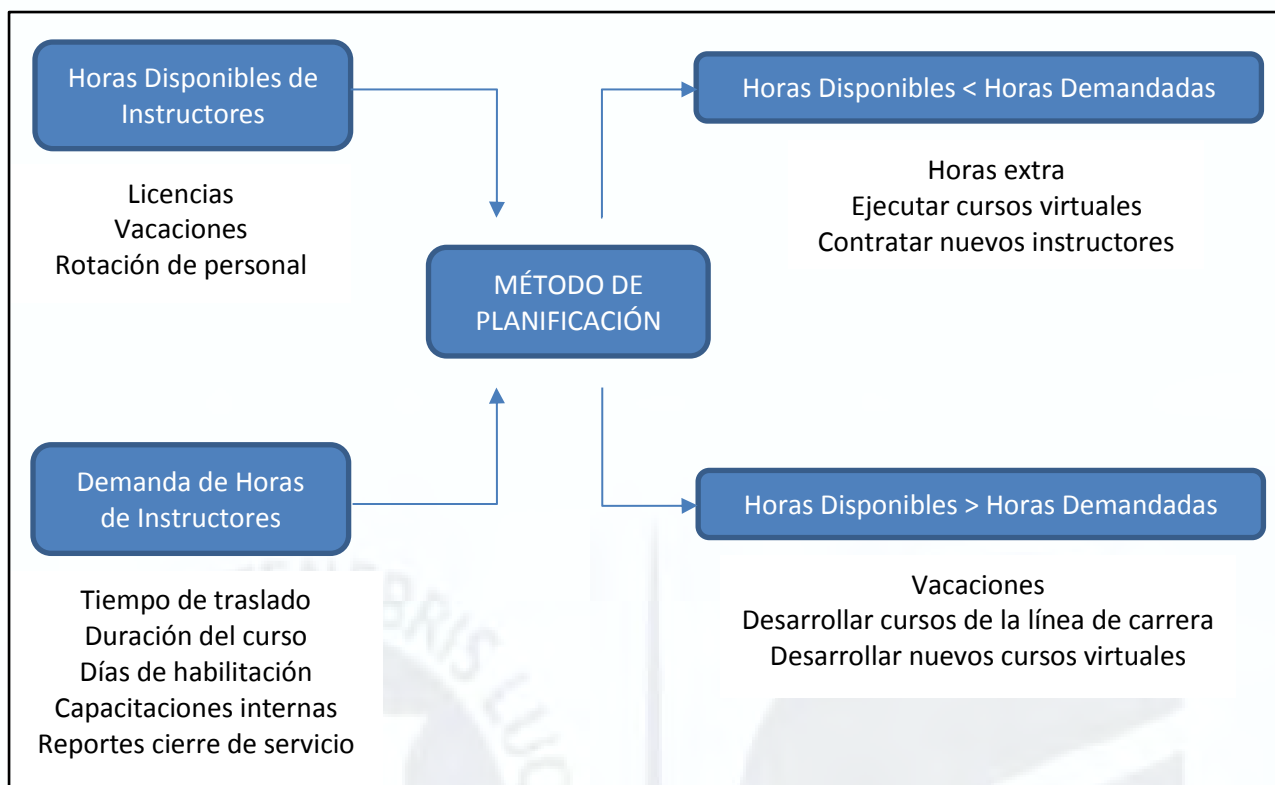 Horas Disponibles de
Instructores
Licencias
Vacaciones
Rotación de personal
Horas Disponibles < Horas Demandadas
Horas extra
Ejecutar cursos virtuales
Contratar nuevos instructores
MÉTODO DE
PLANIFICACIÓN
Demanda de Horas
de Instructores
Tiempo de traslado
Duración del curso
Días de habilitación
Capacitaciones internas
Reportes cierre de servicio
Horas Disponibles > Horas Demandadas
Vacaciones
Desarrollar cursos de la línea de carrera
Desarrollar nuevos cursos virtuales